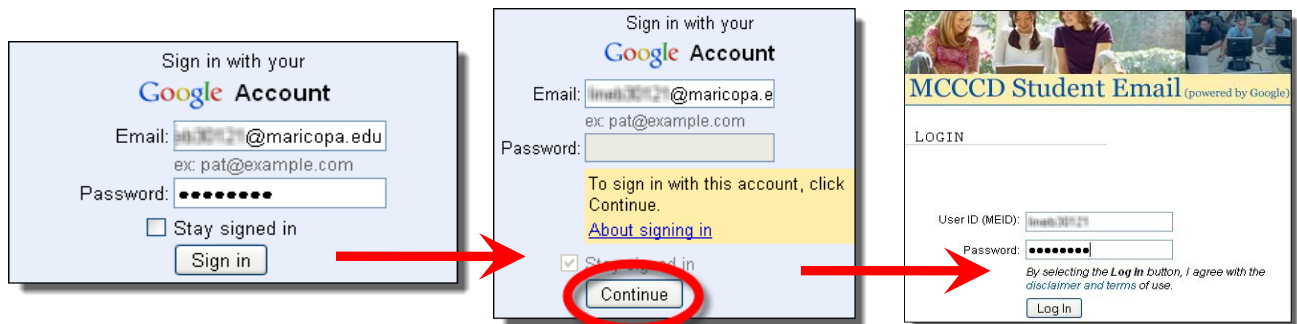 Sign in with your
Google Account
Email: @maricopa.edu
ex: pat@example.com
Password:
Stay signed in
Sign in
Sign in with your
Google Account
Email: @maricopa.e
ex: pat@example.com
Password:
To sign in with this account, click
Continue.
About signing in
Stay signed in
Continue
MCCCD Student Email (powered by Google)
LOGIN
User ID (MEID):
Password:
By selecting the Log In button, I agree with the
disclaimer and terms of use.
Log In